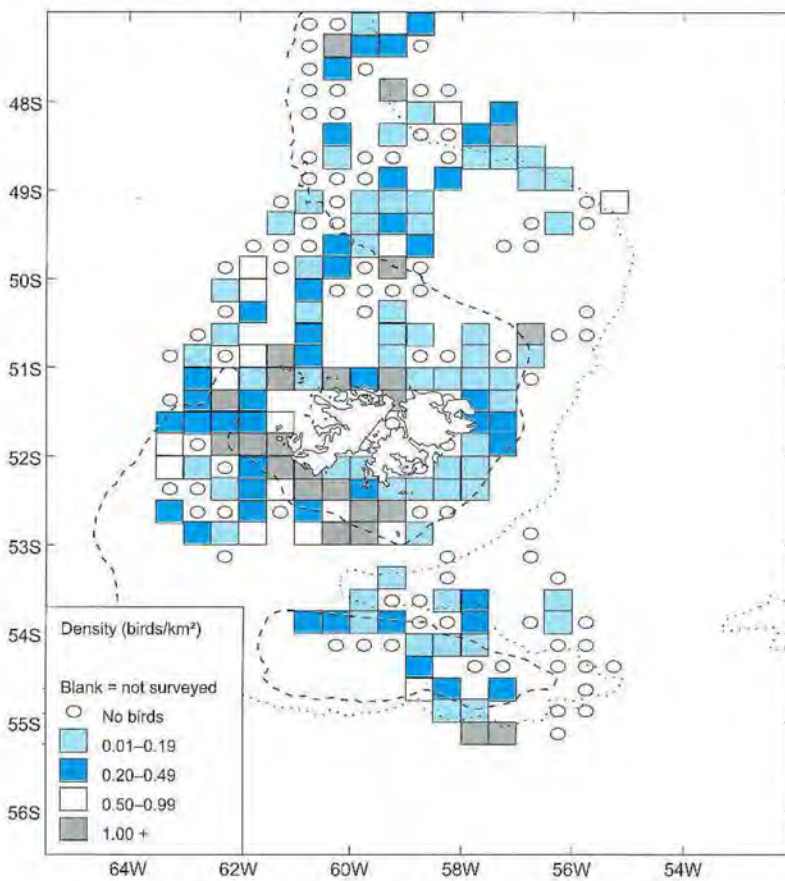 48S
49S
50S
51S
52S
53S
54S
55S
56S
Density (birds/km²)
Blank = not surveyed
No birds
0.01–0.19
0.20–0.49
0.50–0.99
1.00 +
64W 62W 60W 58W 56W 54W